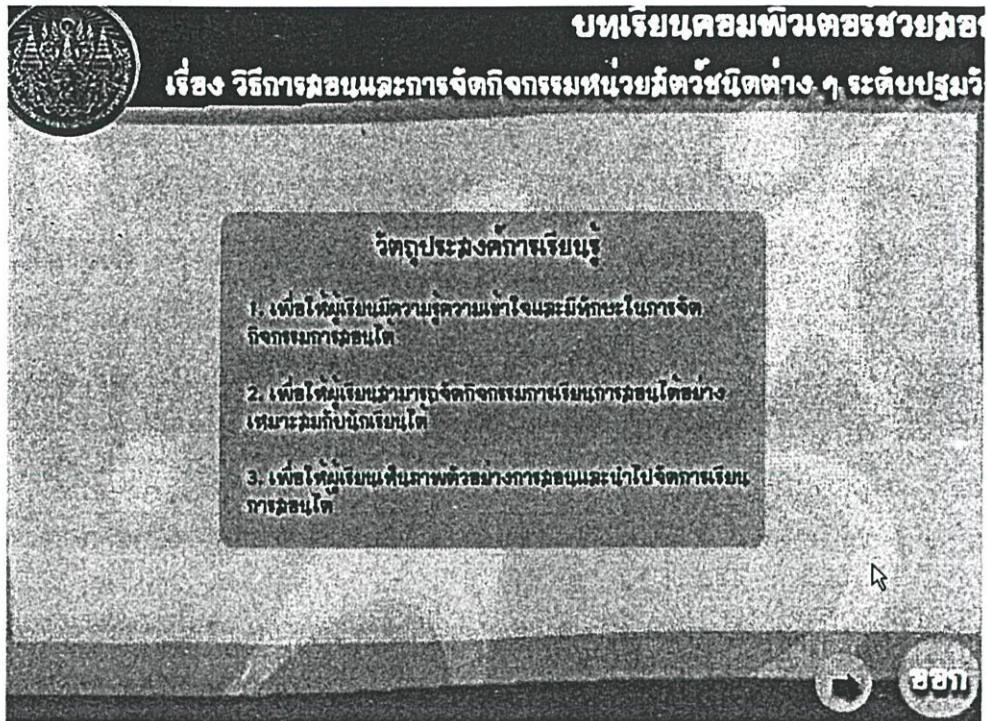 บทเรียนคอมพิวเตอร์ช่วยสอน
เรื่อง วิธีการสอนและการจัดกิจกรรมหน่วยสัตว์ชนิดต่าง ๆ ระดับปฐมวั
วัตถุประสงค์การเรียนรู้
1. เพื่อให้ผู้เรียนมีความรู้ความเข้าใจและมีทักษะในการจัด
กิจกรรมการสอนได้
2. เพื่อให้ผู้เรียนสามารถจัดกิจกรรมการเรียนการสอนได้อย่าง
เหมาะสมกับนักเรียนได้
3. เพื่อให้ผู้เรียนเห็นภาพตัวอย่างการสอนและนำไปจัดการเรียน
การสอนได้
ออก